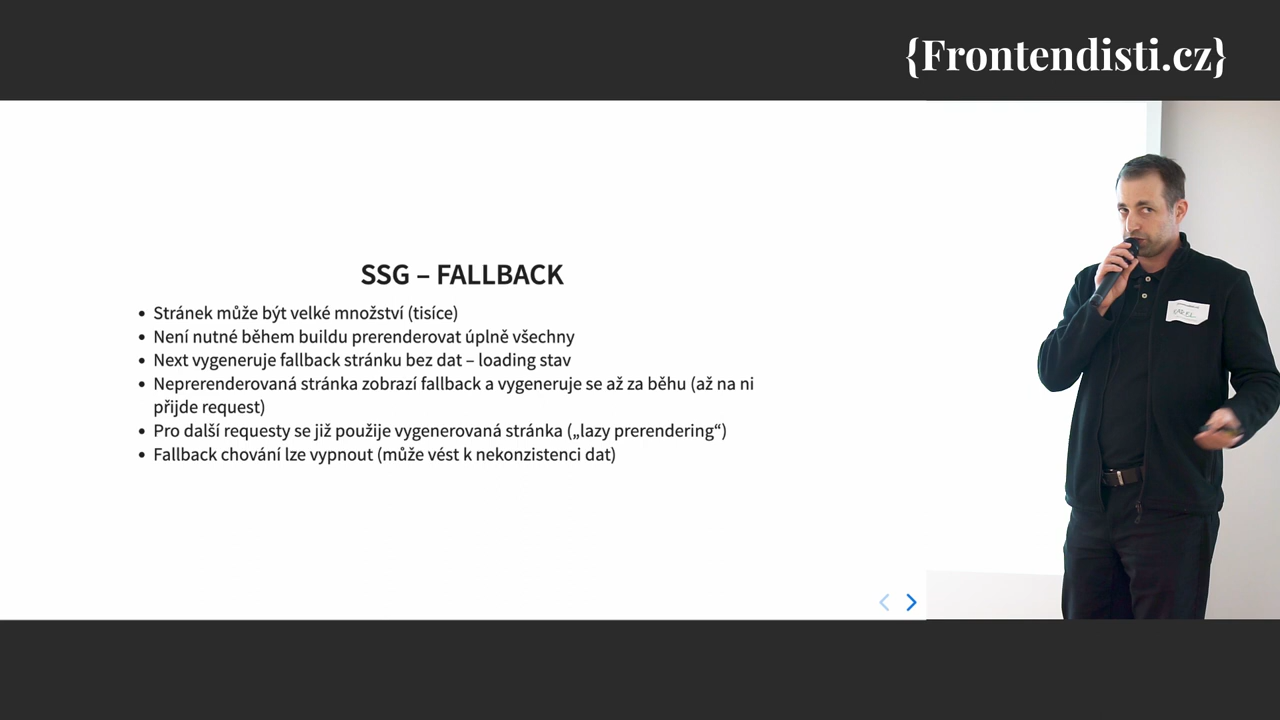 {Frontendisti.cz}
SSG – FALLBACK
• Stránek může být velké množství (tisíce)
• Není nutné během buildu prerenderovat úplně všechny
• Next vygeneruje fallback stránku bez dat – loading stav
• Neprerenderovaná stránka zobrazí fallback a vygeneruje se až za běhu (až na ni
přijde request)
• Pro další requesty se již použije vygenerovaná stránka („lazy prerendering“)
• Fallback chování lze vypnout (může vést k nekonzistenci dat)